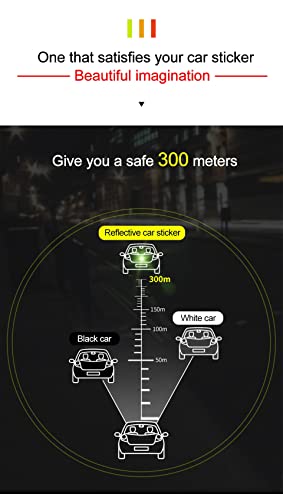 One that satisfies your car sticker
Beautiful imagination
Give you a safe 300 meters
Reflective car sticker
300m
150m
White car
100m
Black car
50m